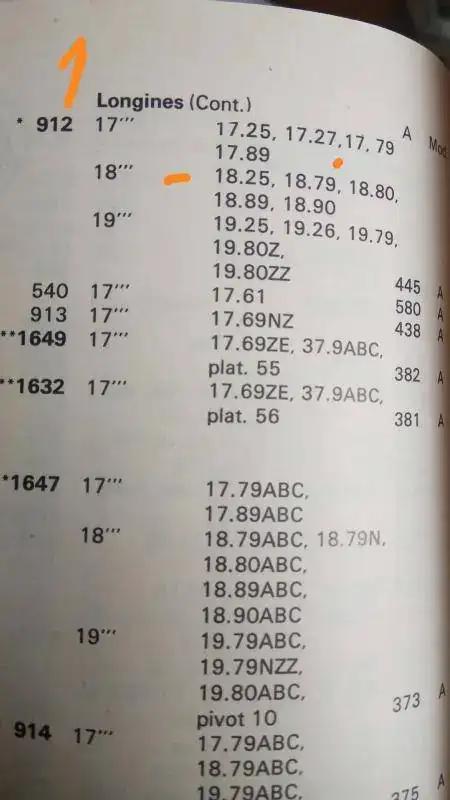 1
Longines (Cont.)
* 912 17''' 17.25, 17.27, 17, 79 A
17.89
18''' 18.25, 18.79, 18.80,
18.89, 18.90
19''' 19.25, 19.26, 19.79,
19.80Z,
19.80ZZ 445 A
540 17''' 17.61 580 A
913 17''' 17.69NZ 438 A
**1649 17''' 17.69ZE, 37.9ABC,
plat. 55 382 A
**1632 17''' 17.69ZE, 37.9ABC,
plat. 56 381 A
*1647 17''' 17.79ABC,
17.89ABC
18''' 18.79ABC, 18.79N,
18.80ABC,
18.89ABC,
18.90ABC
19''' 19.79ABC,
19.79NZZ,
19.80ABC,
pivot 10 373 A
914 17''' 17.79ABC,
18.79ABC,
19.79ABC, 375 A